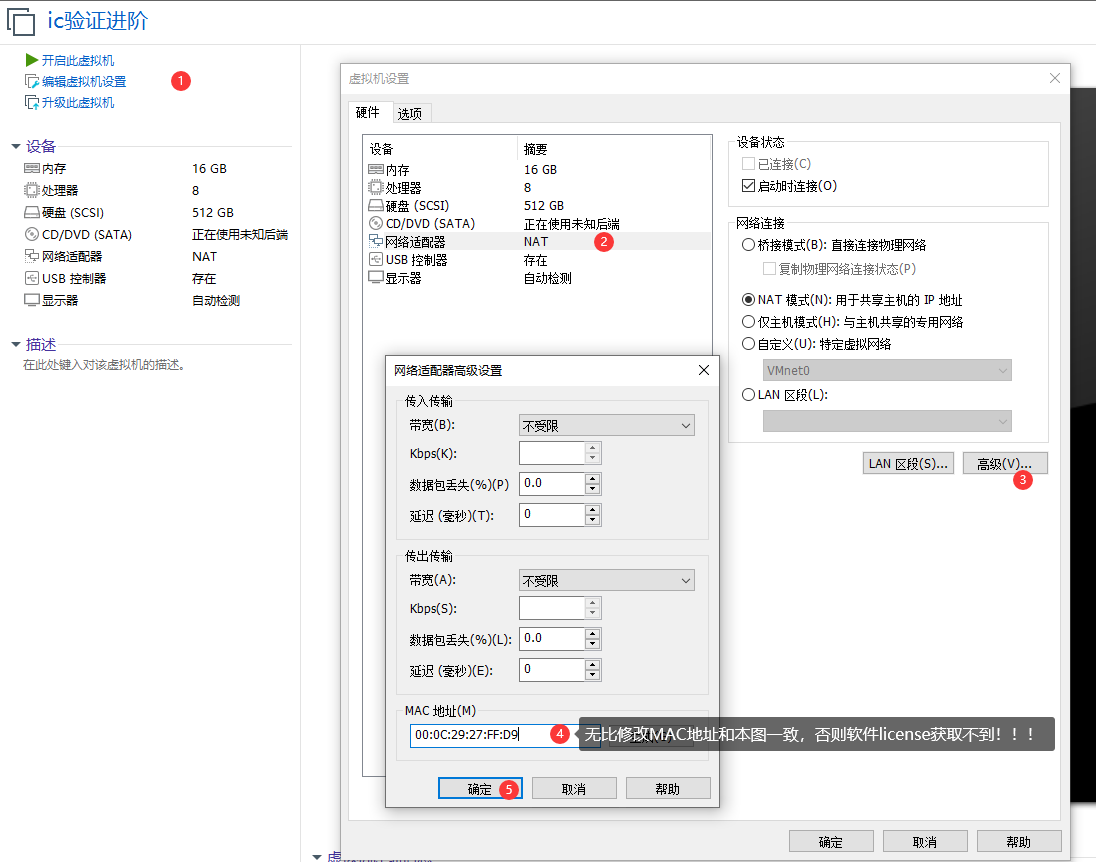 ic验证进阶
开启此虚拟机
编辑虚拟机设置
1
升级此虚拟机
设备
内存 16 GB
处理器 8
硬盘 (SCSI) 512 GB
CD/DVD (SATA) 正在使用未知后端
网络适配器 NAT
USB 控制器 存在
显示器 自动检测
描述
在此处键入对该虚拟机的描述。
虚拟机设置
硬件 选项
设备 摘要
内存 16 GB
处理器 8
硬盘 (SCSI) 512 GB
CD/DVD (SATA) 正在使用未知后端
网络适配器 NAT
2
USB 控制器 存在
显示器 自动检测
设备状态
已连接(C)
启动时连接(O)
网络连接
桥接模式(B): 直接连接物理网络
复制物理网络连接状态(P)
NAT 模式(N): 用于共享主机的 IP 地址
仅主机模式(H): 与主机共享的专用网络
自定义(U): 特定虚拟网络
VMnet0
LAN 区段(L):
LAN 区段(S)... 高级(V)...
3
网络适配器高级设置
传入传输
带宽(B): 不受限
Kbps(K):
数据包丢失(%)(P) 0.0
延迟 (毫秒)(T): 0
传出传输
带宽(A): 不受限
Kbps(S):
数据包丢失(%)(L): 0.0
延迟 (毫秒)(E): 0
MAC 地址(M)
00:0C:29:27:FF:D9
4
无比修改MAC地址和本图一致，否则软件license获取不到！！！
确定 5 取消 帮助
确定 取消 帮助